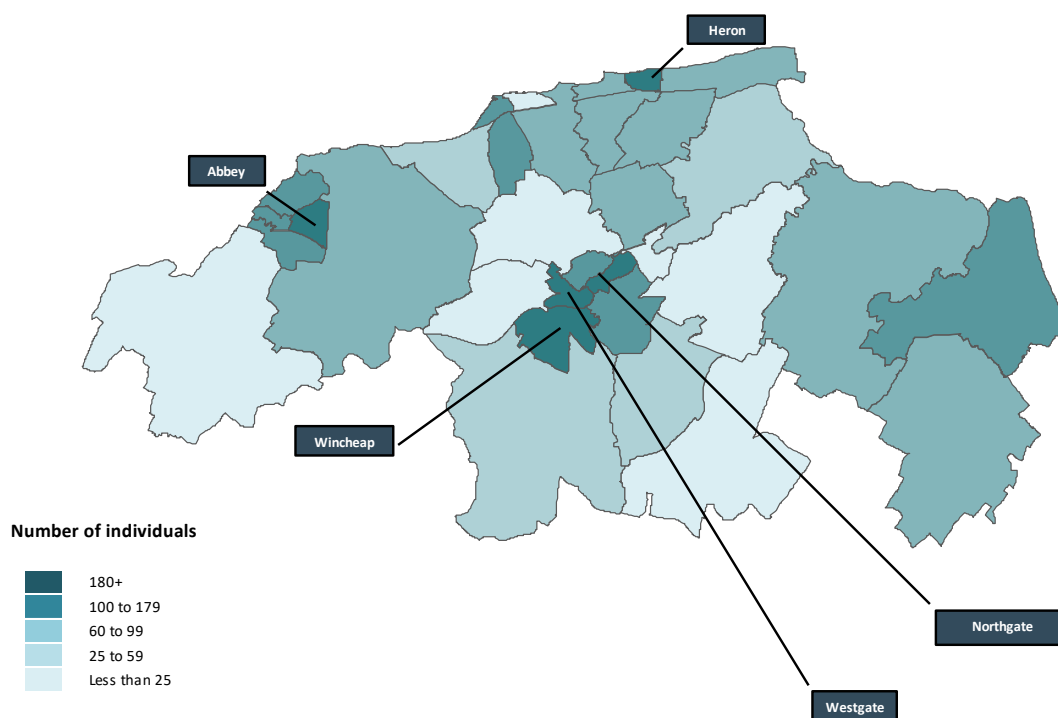 Heron
Abbey
Wincheap
Number of individuals
180+
100 to 179
60 to 99
25 to 59
Less than 25
Northgate
Westgate